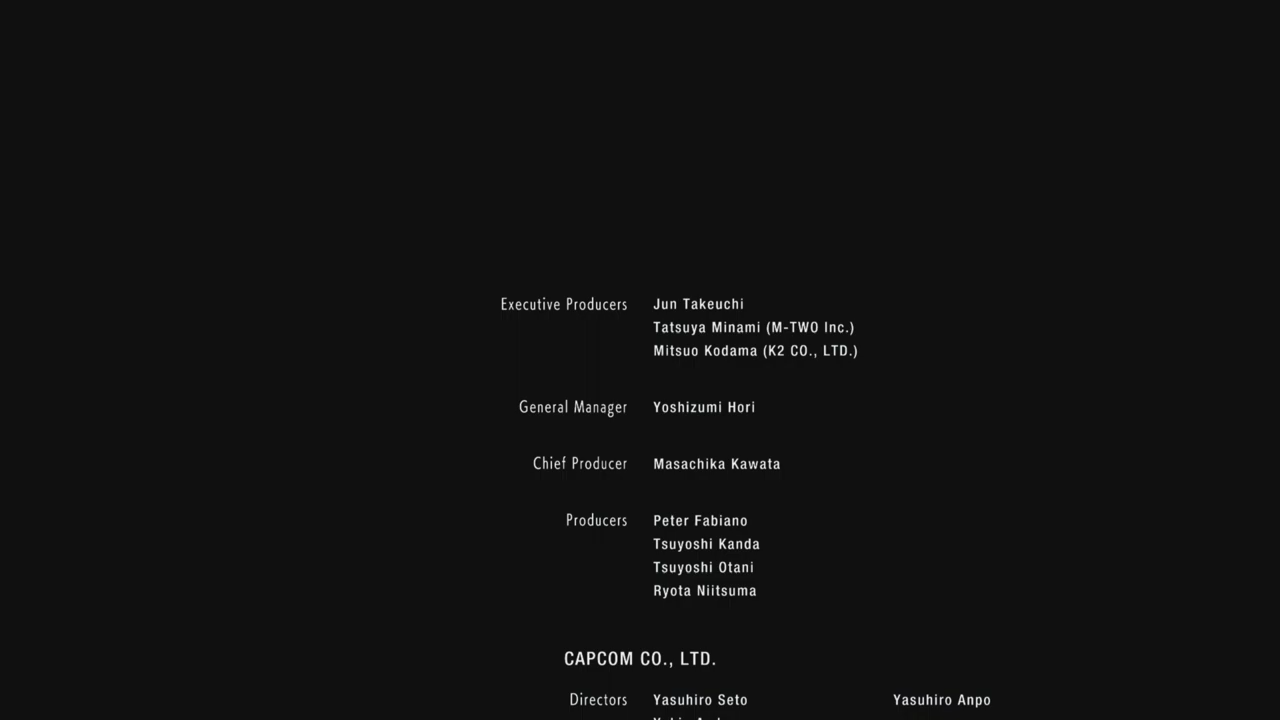 Executive Producers Jun Takeuchi
Tatsuya Minami (M-TWO Inc.)
Mitsuo Kodama (K2 CO., LTD.)
General Manager Yoshizumi Hori
Chief Producer Masachika Kawata
Producers Peter Fabiano
Tsuyoshi Kanda
Tsuyoshi Otani
Ryota Niitsuma
CAPCOM CO., LTD.
Directors Yasuhiro Seto Yasuhiro Anpo